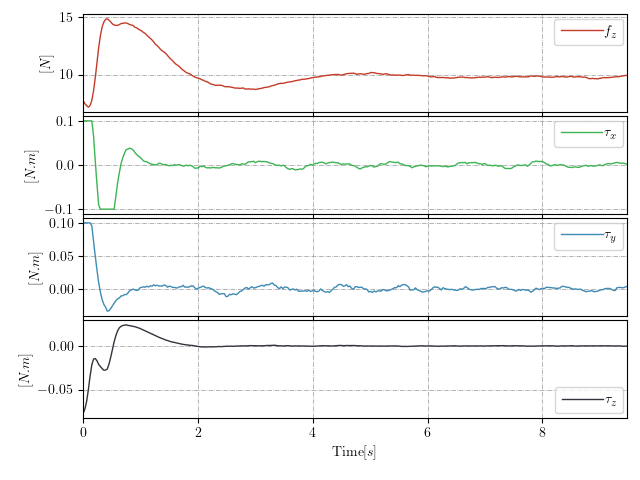 15
10
[N]
f_z
0.1
0.0
−0.1
[N.m]
τ_x
0.10
0.05
0.00
[N.m]
τ_y
0.00
−0.05
[N.m]
τ_z
0 2 4 6 8
Time[s]